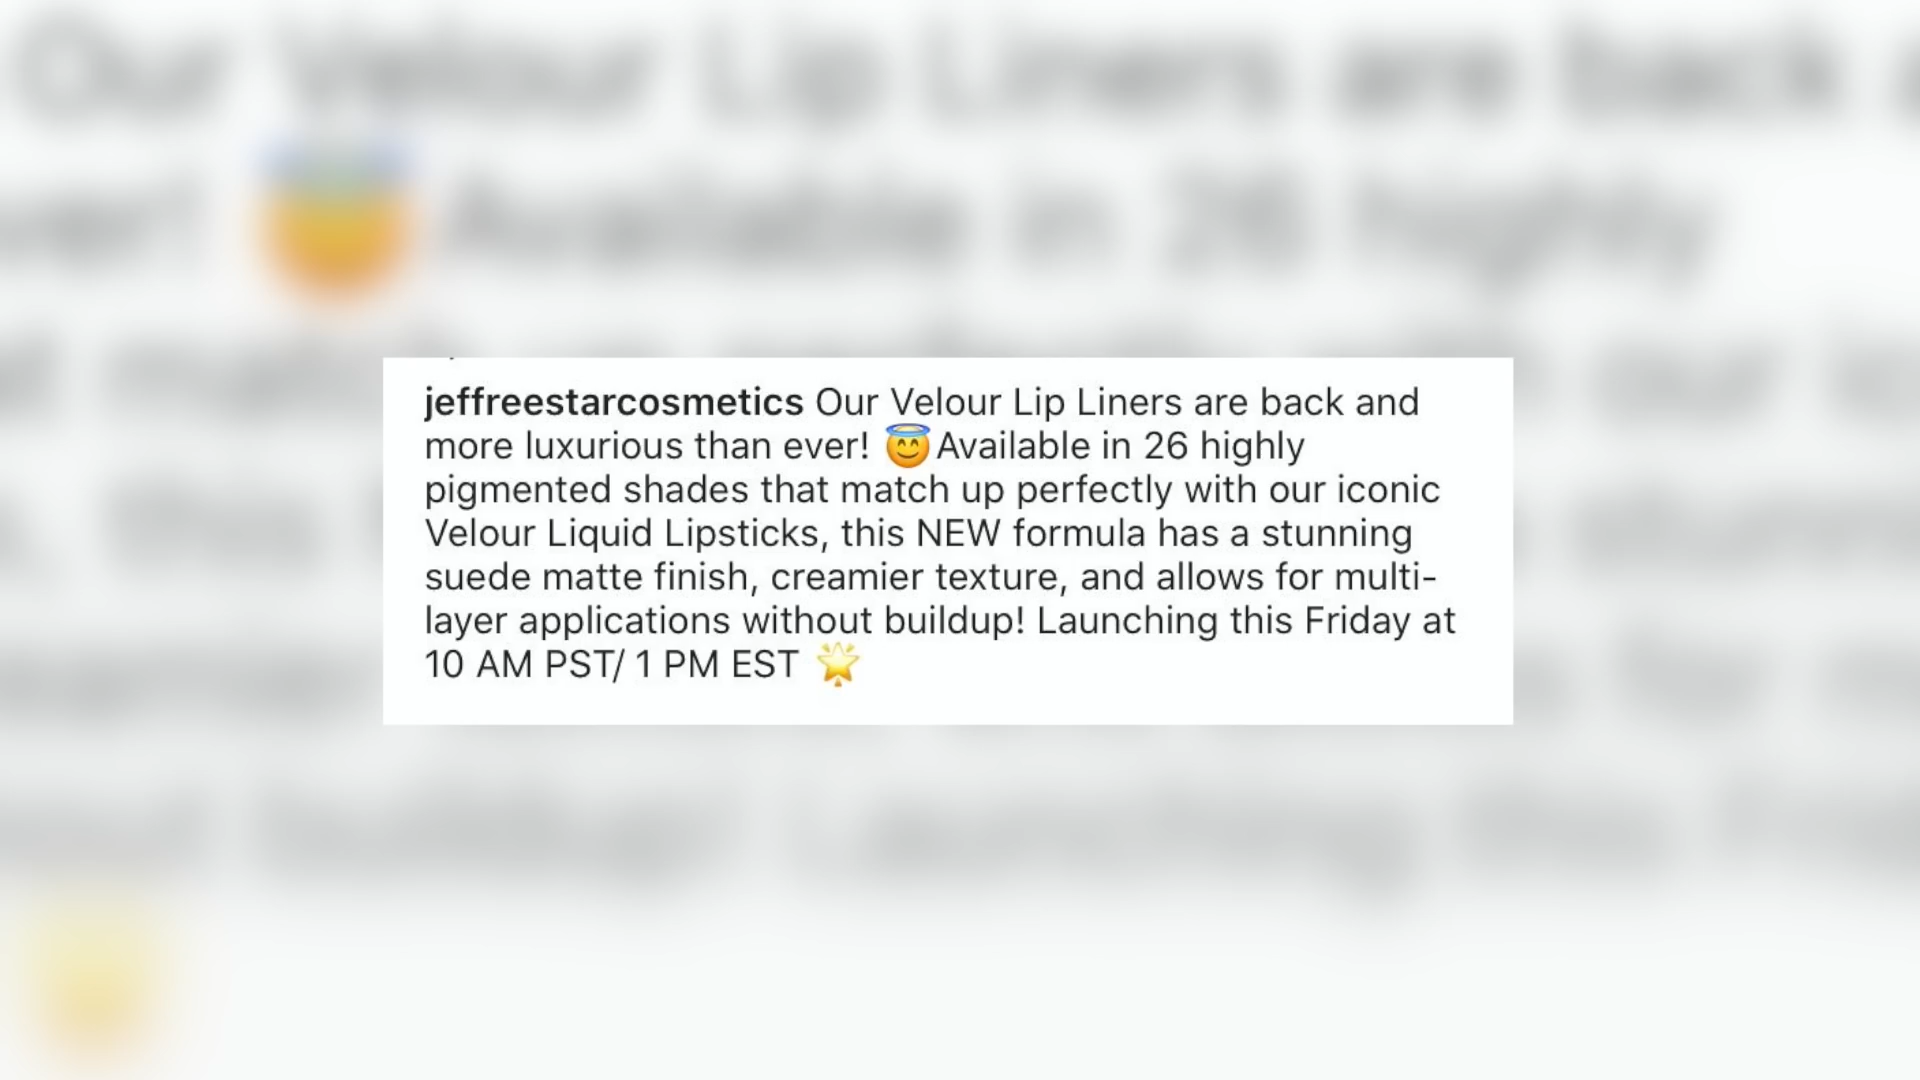 jeffreestarcosmetics Our Velour Lip Liners are back and
more luxurious than ever! 😇Available in 26 highly
pigmented shades that match up perfectly with our iconic
Velour Liquid Lipsticks, this NEW formula has a stunning
suede matte finish, creamier texture, and allows for multi-
layer applications without buildup! Launching this Friday at
10 AM PST/ 1 PM EST 🌟